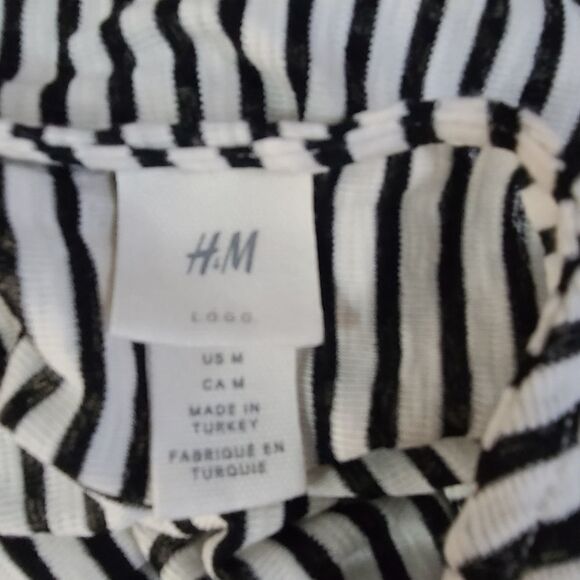 H&M
L.O.G.G.
US M
CA M
MADE IN
TURKEY
FABRIQUÉ EN
TURQUIE